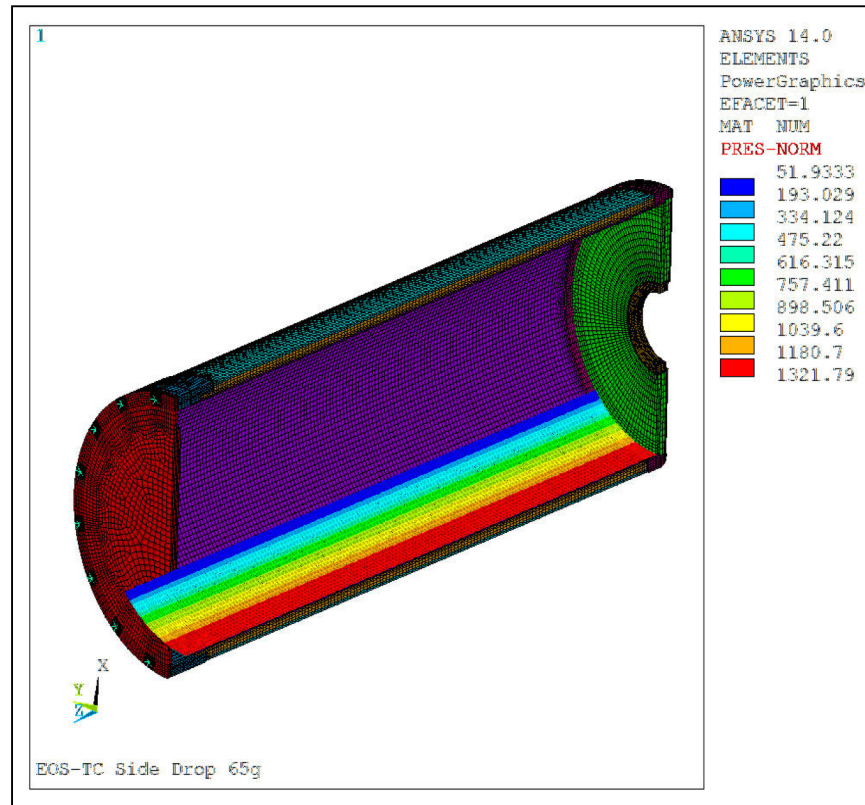 1
ANSYS 14.0
ELEMENTS
PowerGraphics
EFACET=1
MAT NUM
PRES-NORM
51.9333
193.029
334.124
475.22
616.315
757.411
898.506
1039.6
1180.7
1321.79
X
Y
Z
EOS-TC Side Drop 65g